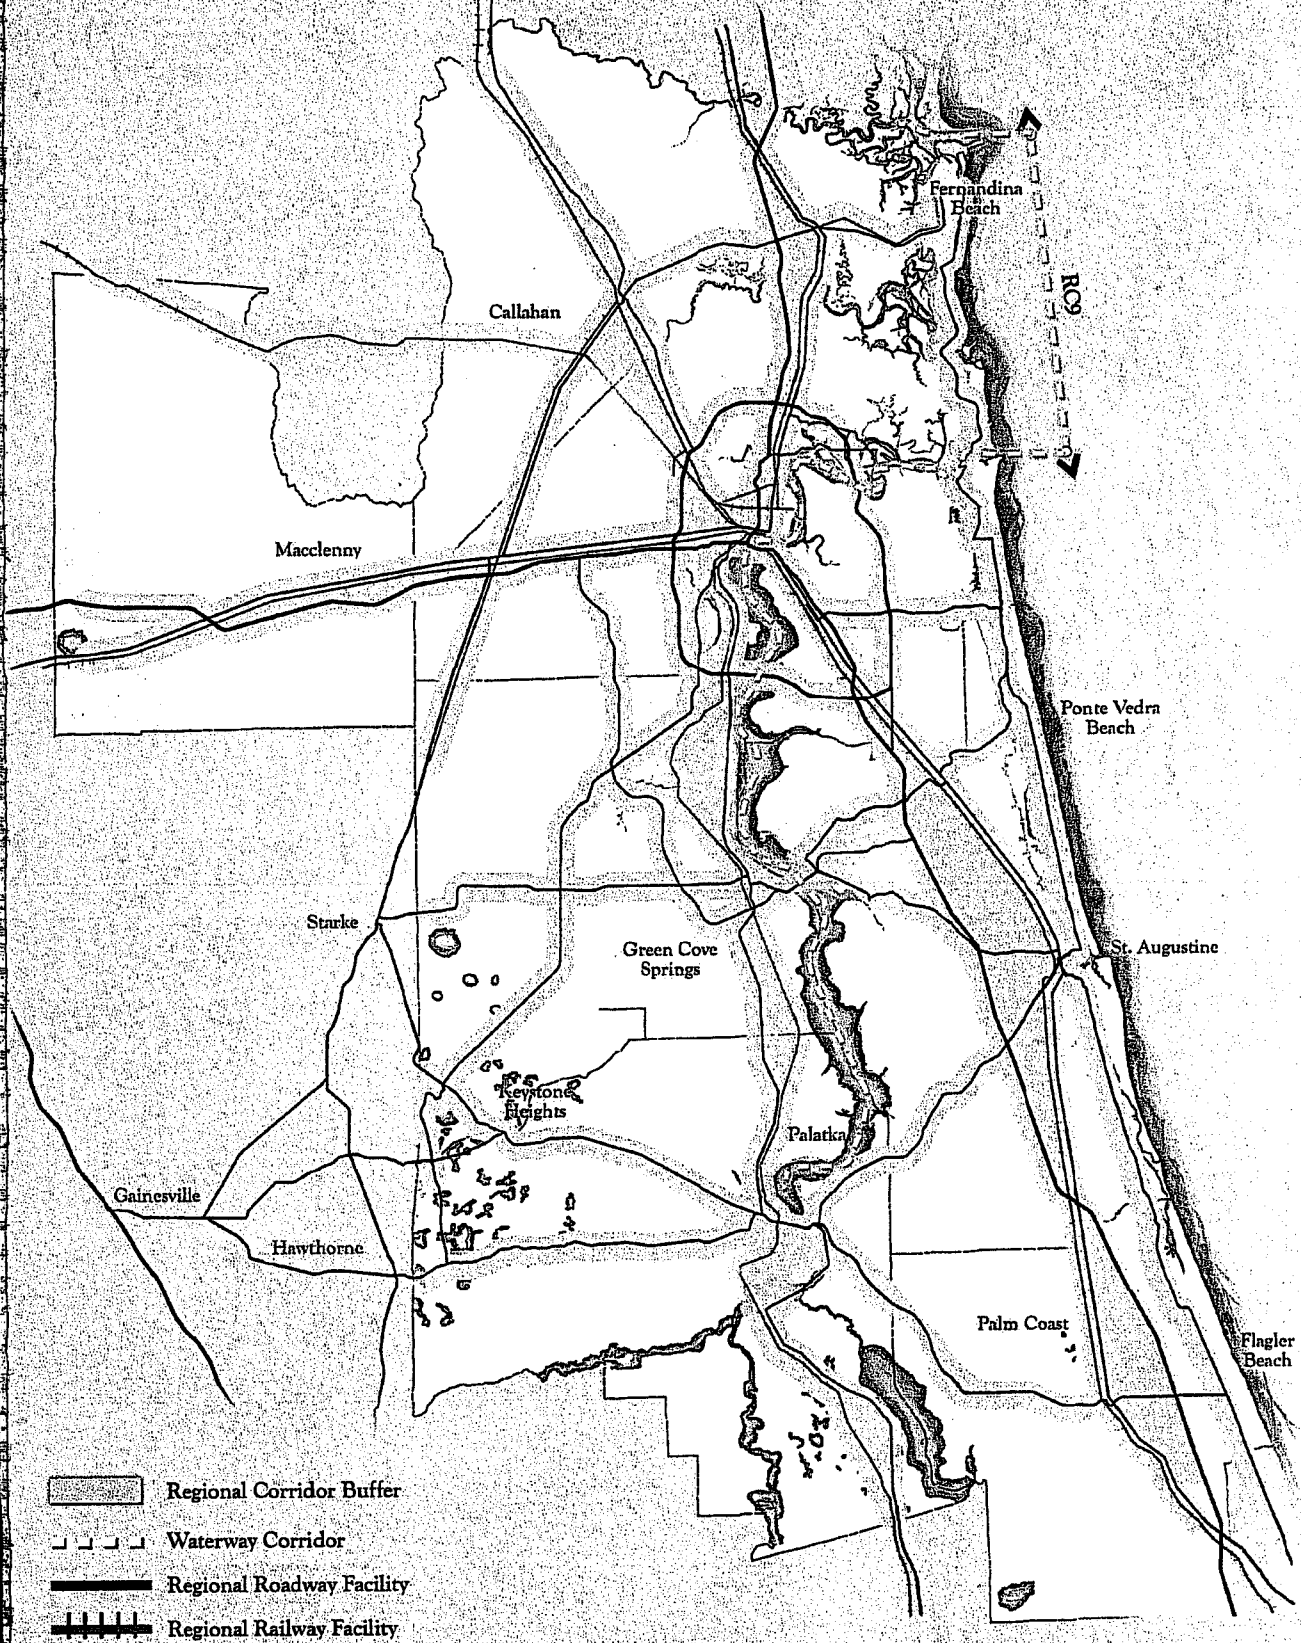 Fernandina
Beach
RC9
Callahan
Macclenny
Ponte Vedra
Beach
Starke
Green Cove
Springs
St. Augustine
Keystone
Heights
Palatka
Gainesville
Hawthorne
Palm Coast
Flagler
Beach
Regional Corridor Buffer
Waterway Corridor
Regional Roadway Facility
Regional Railway Facility